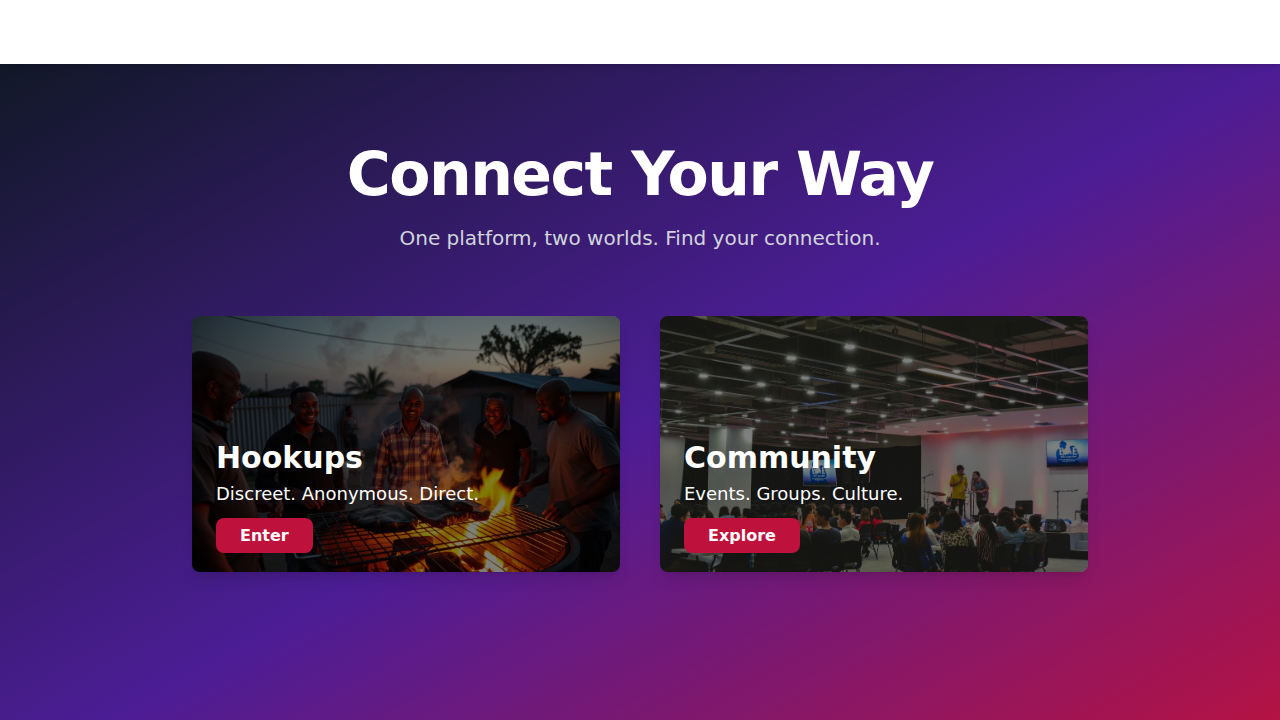 Connect Your Way
One platform, two worlds. Find your connection.
Hookups
Discreet. Anonymous. Direct.
Enter
Community
Events. Groups. Culture.
Explore